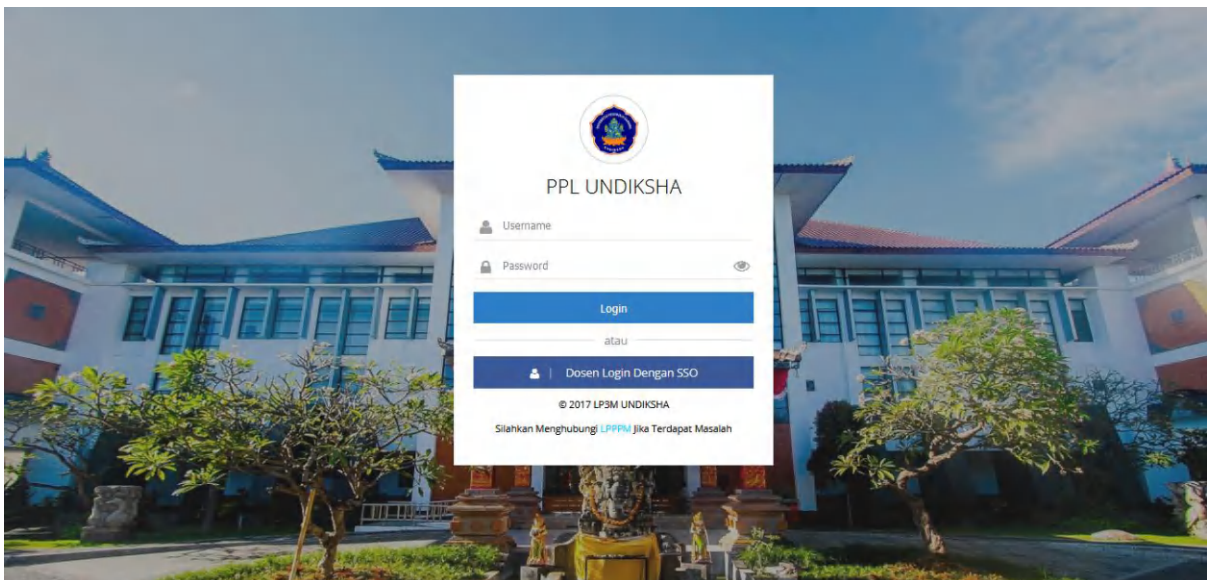 PPL UNDIKSHA
Username
Password
Login
atau
Dosen Login Dengan SSO
© 2017 LP3M UNDIKSHA
Silahkan Menghubungi LPPPM Jika Terdapat Masalah